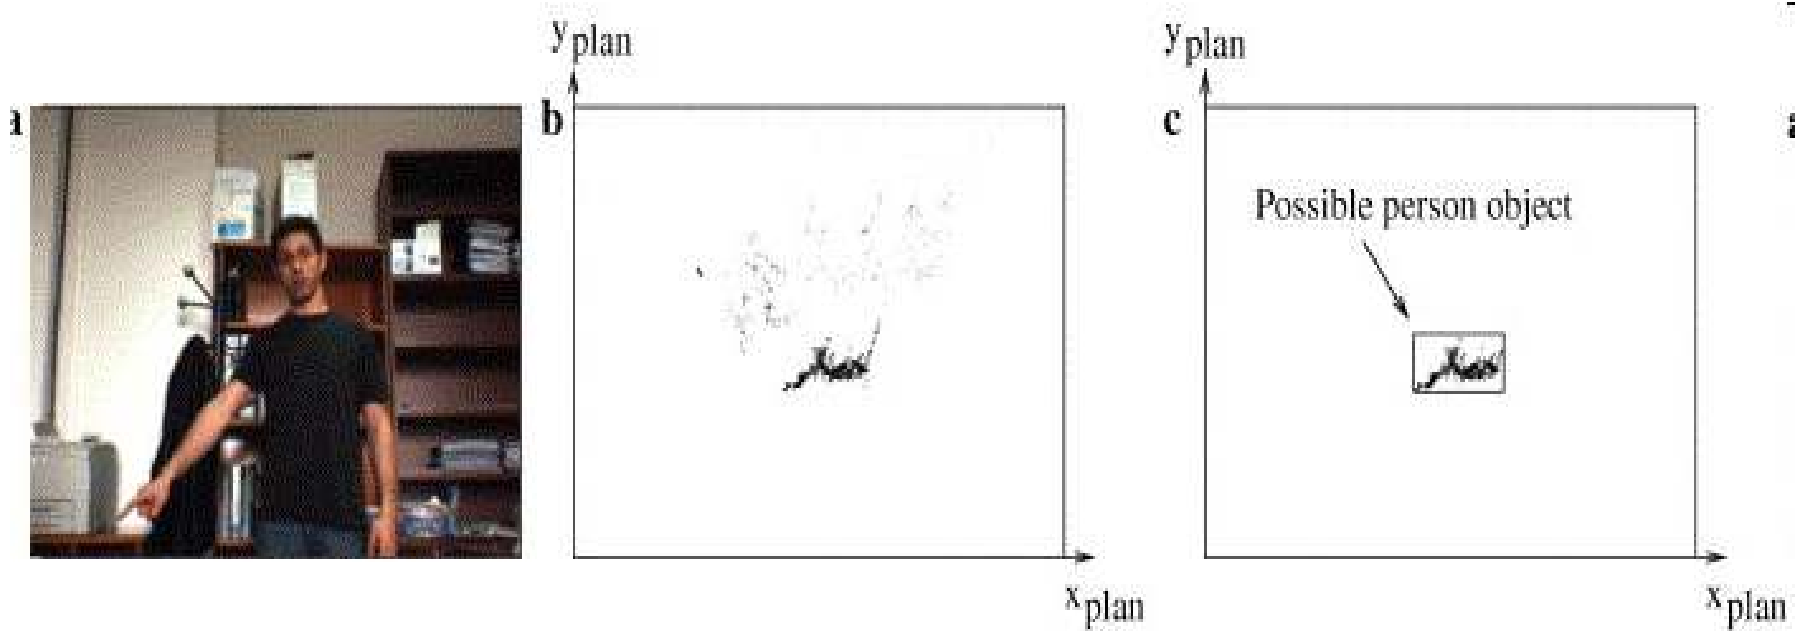 a
y_plan
b
x_plan
y_plan
c
Possible person object
x_plan
a